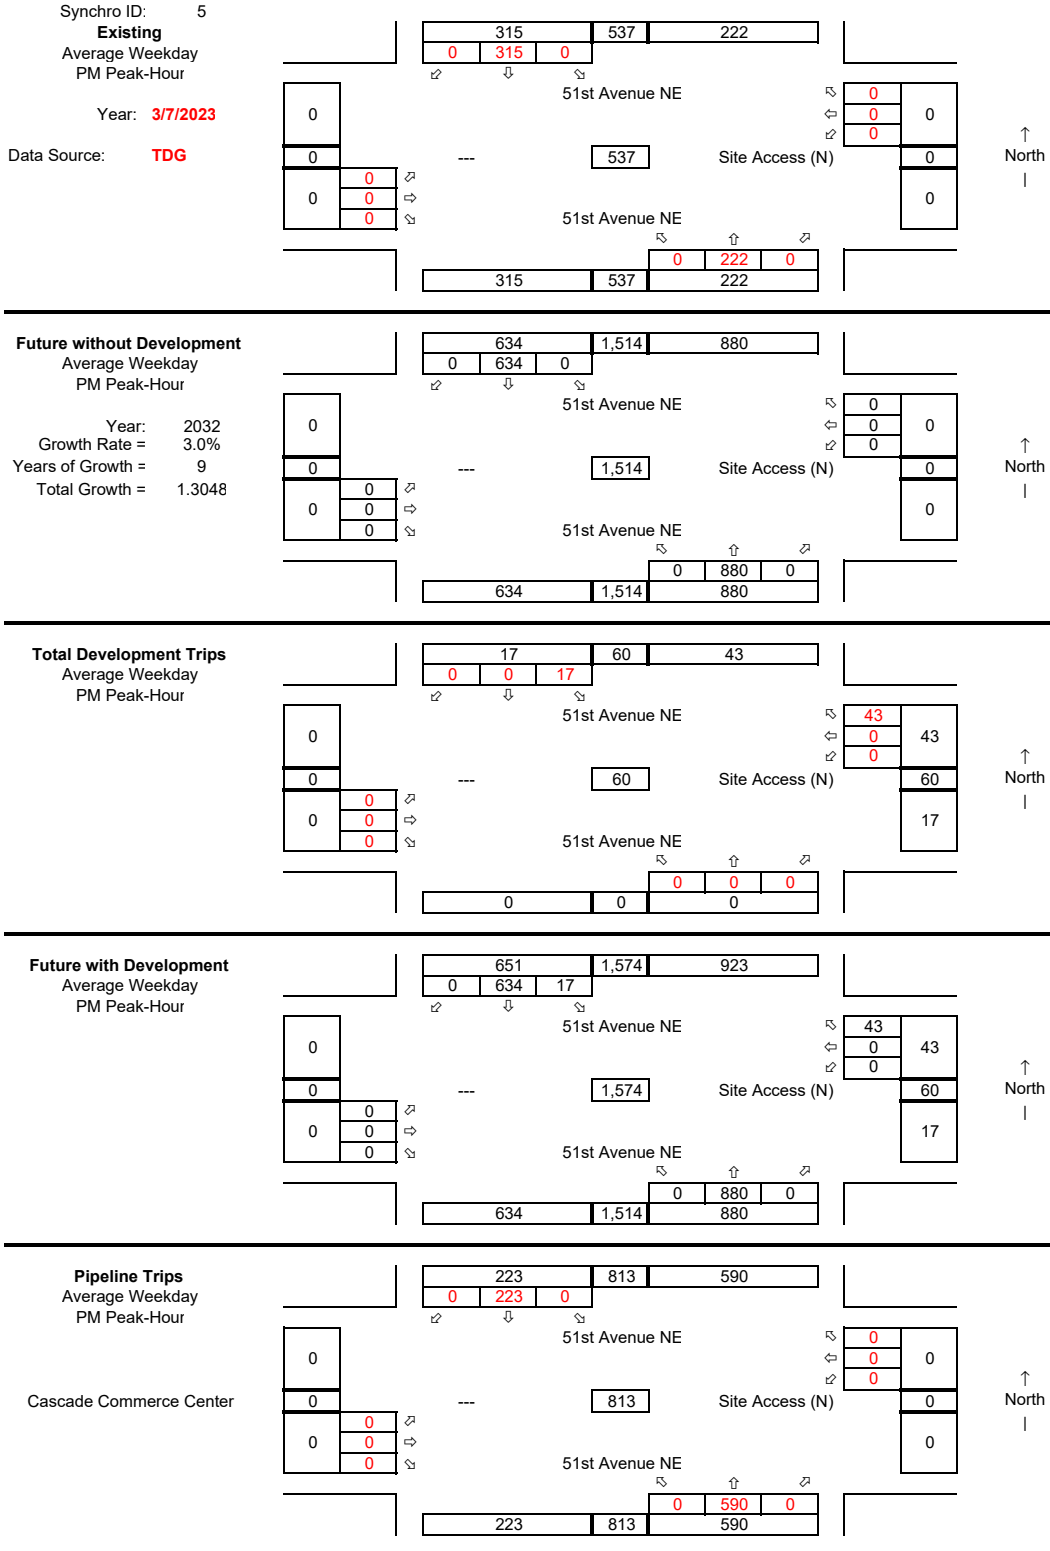 Synchro ID: 5
Existing
Average Weekday
PM Peak-Hour
Year: 3/7/2023
Data Source: TDG
315 537 222
0 315 0
51st Avenue NE
0
0 0
0
0
0 --- 537 Site Access (N) 0
0
0 0 0
0
51st Avenue NE
0 222 0
315 537 222
North
Future without Development
Average Weekday
PM Peak-Hour
Year: 2032
Growth Rate = 3.0%
Years of Growth = 9
Total Growth = 1.3048
634 1,514 880
0 634 0
51st Avenue NE
0
0 0 0
0
0 --- 1,514 Site Access (N) 0
0
0 0 0
0
51st Avenue NE
0 880 0
634 1,514 880
North
Total Development Trips
Average Weekday
PM Peak-Hour
17 60 43
0 0 17
51st Avenue NE
43
0 0 43
0
0 --- 60 Site Access (N) 60
0
0 0 17
0
51st Avenue NE
0 0 0
0 0 0
North
Future with Development
Average Weekday
PM Peak-Hour
651 1,574 923
0 634 17
51st Avenue NE
43
0 0 43
0
0 --- 1,574 Site Access (N) 60
0
0 0 17
0
51st Avenue NE
0 880 0
634 1,514 880
North
Pipeline Trips
Average Weekday
PM Peak-Hour
Cascade Commerce Center
223 813 590
0 223 0
51st Avenue NE
0
0 0 0
0
0 --- 813 Site Access (N) 0
0
0 0 0
0
51st Avenue NE
0 590 0
223 813 590
North